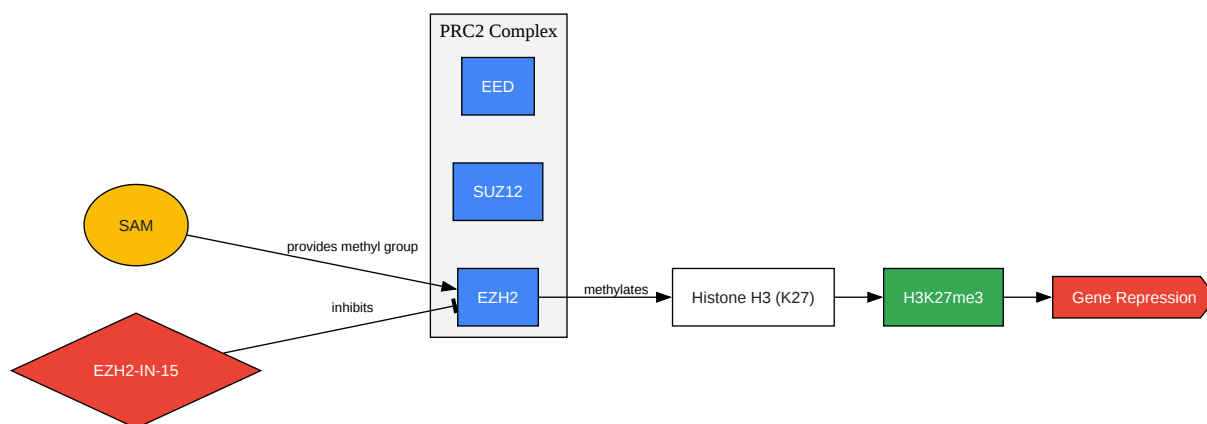 PRC2 Complex
EED
SUZ12
SAM
provides methyl group
EZH2
methylates
Histone H3 (K27)
H3K27me3
Gene Repression
inhibits
EZH2-IN-15